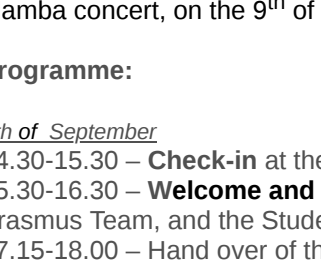 amba concert, on the 9th of
rogramme:
th of September
4.30-15.30 – Check-in at the
5.30-16.30 – Welcome and
rasmus Team, and the Stude
7.15-18.00 – Hand over of th